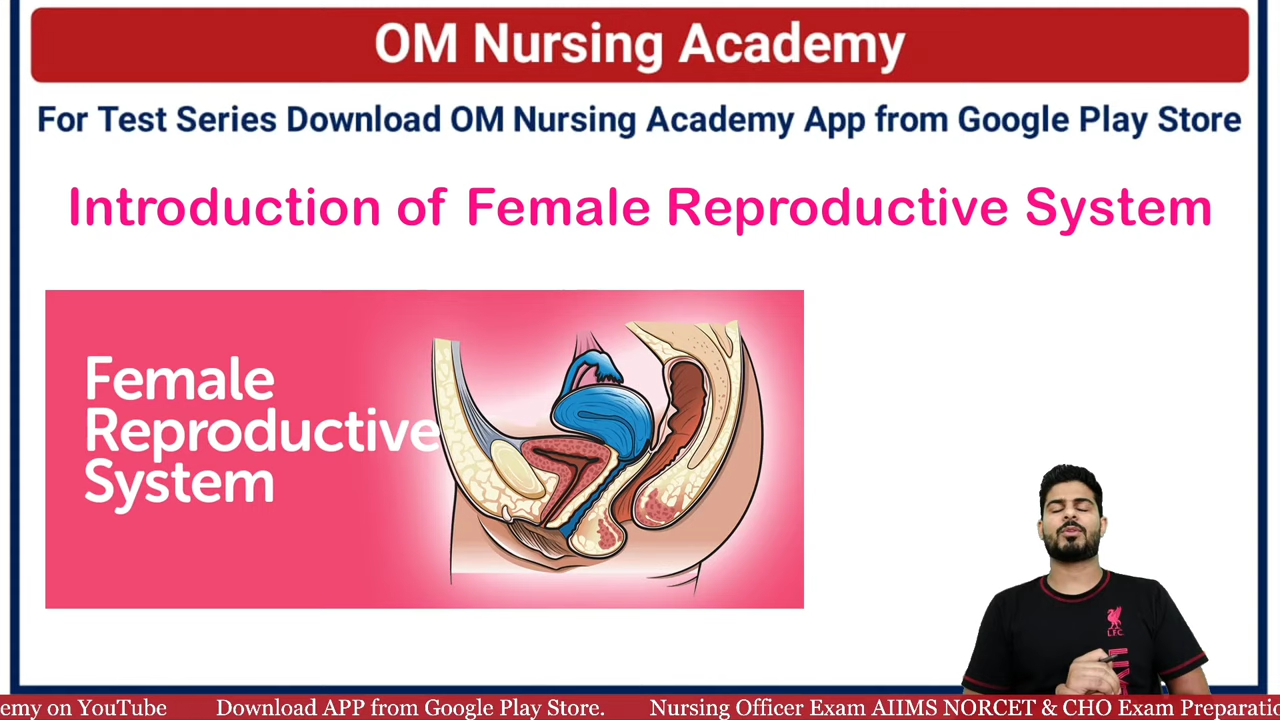 OM Nursing Academy
For Test Series Download OM Nursing Academy App from Google Play Store
Introduction of Female Reproductive System
Female
Reproductive
System
L.F.C.
emy on YouTube Download APP from Google Play Store. Nursing Officer Exam AIIMS NORCET & CHO Exam Preparatio